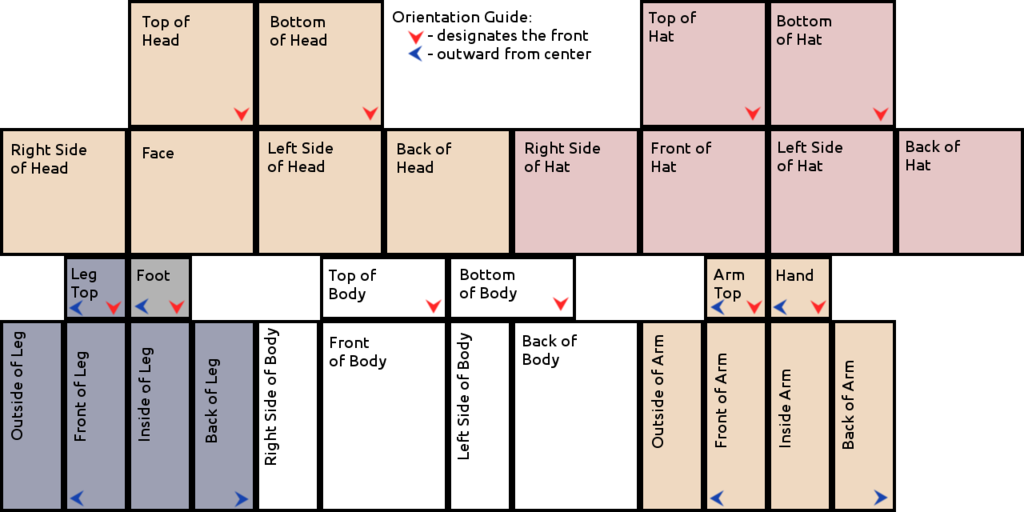 Top of
Head
Bottom
of Head
Orientation Guide:
- designates the front
- outward from center
Top of
Hat
Bottom
of Hat
Right Side
of Head
Face
Left Side
of Head
Back of
Head
Right Side
of Hat
Front of
Hat
Left Side
of Hat
Back of
Hat
Leg
Top
Foot
Top of
Body
Bottom
of Body
Arm
Top
Hand
Outside of Leg
Front of Leg
Inside of Leg
Back of Leg
Right Side of Body
Front
of Body
Left Side of Body
Back of
Body
Outside of Arm
Front of Arm
Inside Arm
Back of Arm